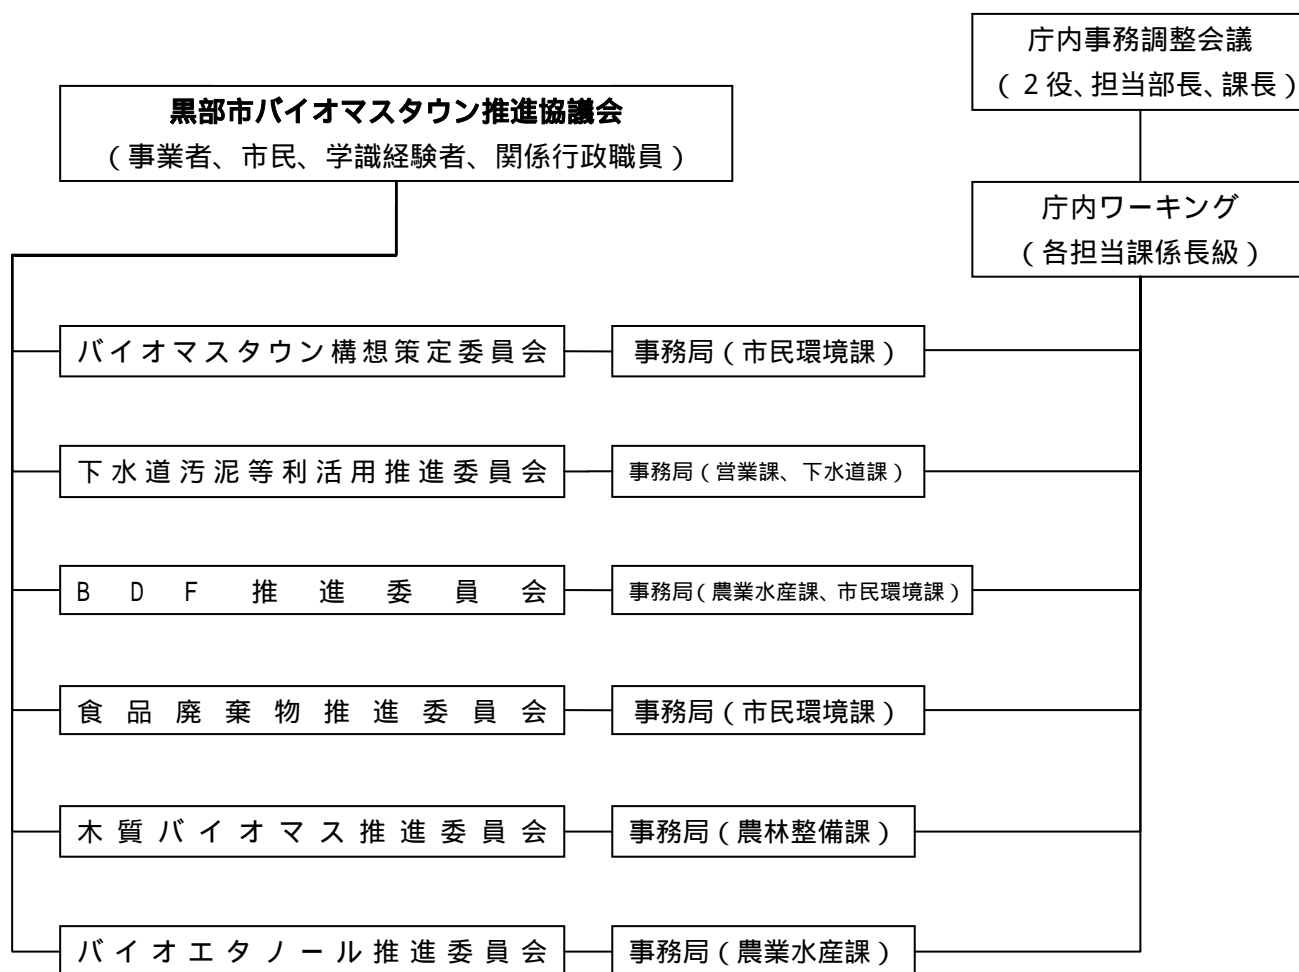 庁内事務調整会議
（２役、担当部長、課長）
黒部市バイオマスタウン推進協議会
（事業者、市民、学識経験者、関係行政職員）
庁内ワーキング
（各担当課係長級）
バイオマスタウン構想策定委員会
事務局（市民環境課）
下水道汚泥等利活用推進委員会
事務局（営業課、下水道課）
ＢＤＦ推進委員会
事務局（農業水産課、市民環境課）
食品廃棄物推進委員会
事務局（市民環境課）
木質バイオマス推進委員会
事務局（農林整備課）
バイオエタノール推進委員会
事務局（農業水産課）